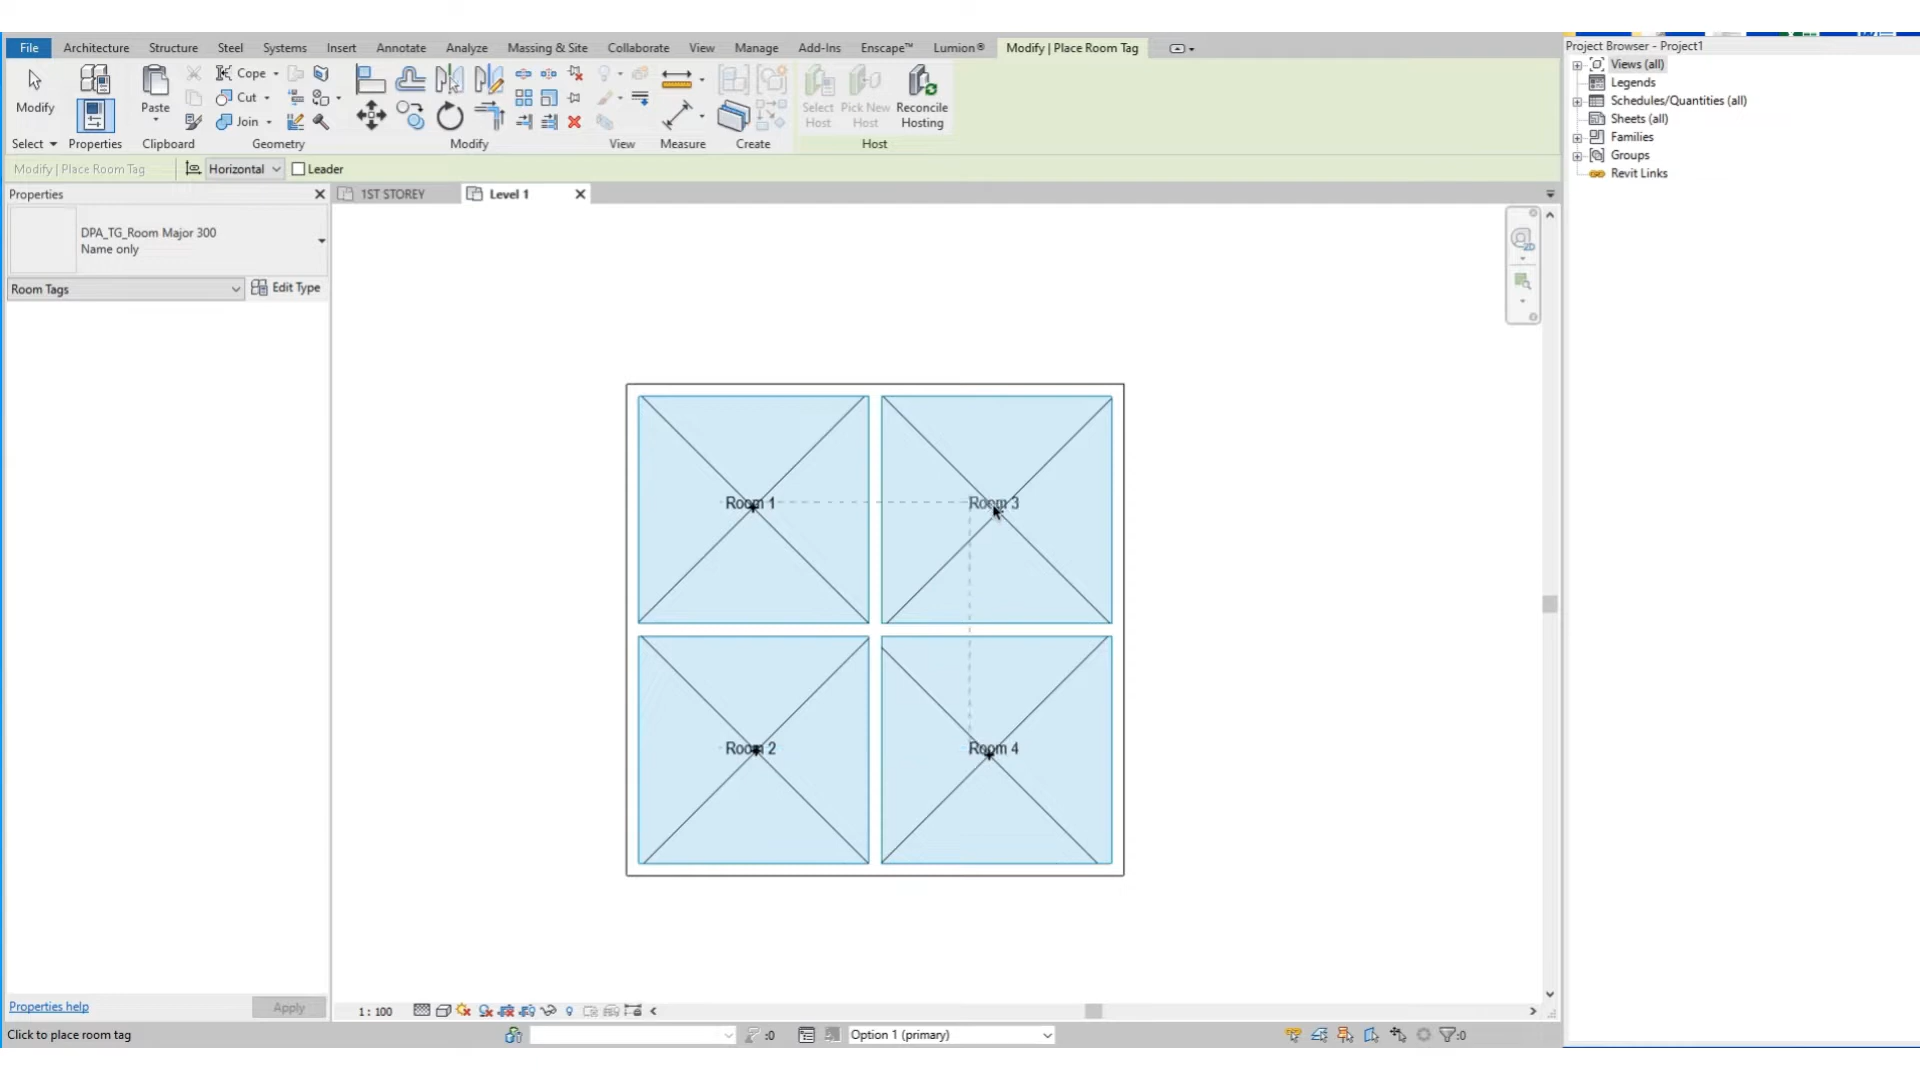 Project Browser - Project1
File Architecture Structure Steel Systems Insert Annotate Analyze Massing & Site Collaborate View Manage Add-Ins Enscape™ Lumion® Modify | Place Room Tag
Views (all)
Legends
Schedules/Quantities (all)
Sheets (all)
Families
Groups
Revit Links
Modify
Paste
Cope
Cut
Join
Select Host
Pick New Host
Reconcile Hosting
Select Properties Clipboard Geometry Modify View Measure Create Host
Modify | Place Room Tag Horizontal Leader
Properties
1ST STOREY Level 1
DPA_TG_Room Major 300
Name only
Room Tags Edit Type
Room 1 Room 3
Room 2 Room 4
Properties help Apply
1 : 100
Click to place room tag :0 Option 1 (primary) :0
2D